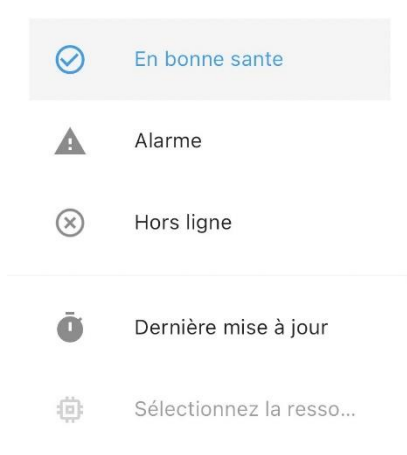 En bonne sante
Alarme
Hors ligne
Dernière mise à jour
Sélectionnez la resso...